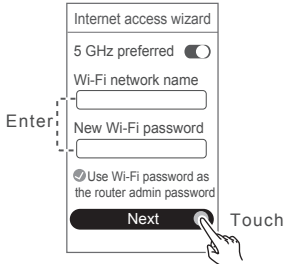 Internet access wizard
5 GHz preferred
Wi-Fi network name
Enter
New Wi-Fi password
Use Wi-Fi password as
the router admin password
Next
Touch